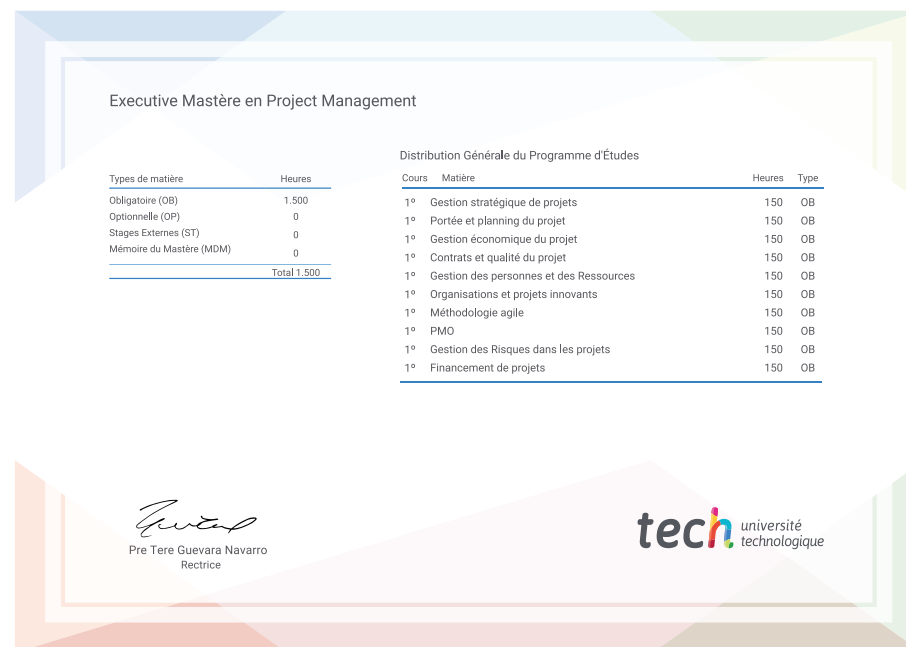 Executive Mastère en Project Management
Types de matière Heures
Obligatoire (OB) 1.500
Optionnelle (OP) 0
Stages Externes (ST) 0
Mémoire du Mastère (MDM) 0
Total 1.500
Distribution Générale du Programme d'Études
Cours Matière Heures Type
1º Gestion stratégique de projets 150 OB
1º Portée et planning du projet 150 OB
1º Gestion économique du projet 150 OB
1º Contrats et qualité du projet 150 OB
1º Gestion des personnes et des Ressources 150 OB
1º Organisations et projets innovants 150 OB
1º Méthodologie agile 150 OB
1º PMO 150 OB
1º Gestion des Risques dans les projets 150 OB
1º Financement de projets 150 OB
Pre Tere Guevara Navarro
Rectrice
tech université
technologique